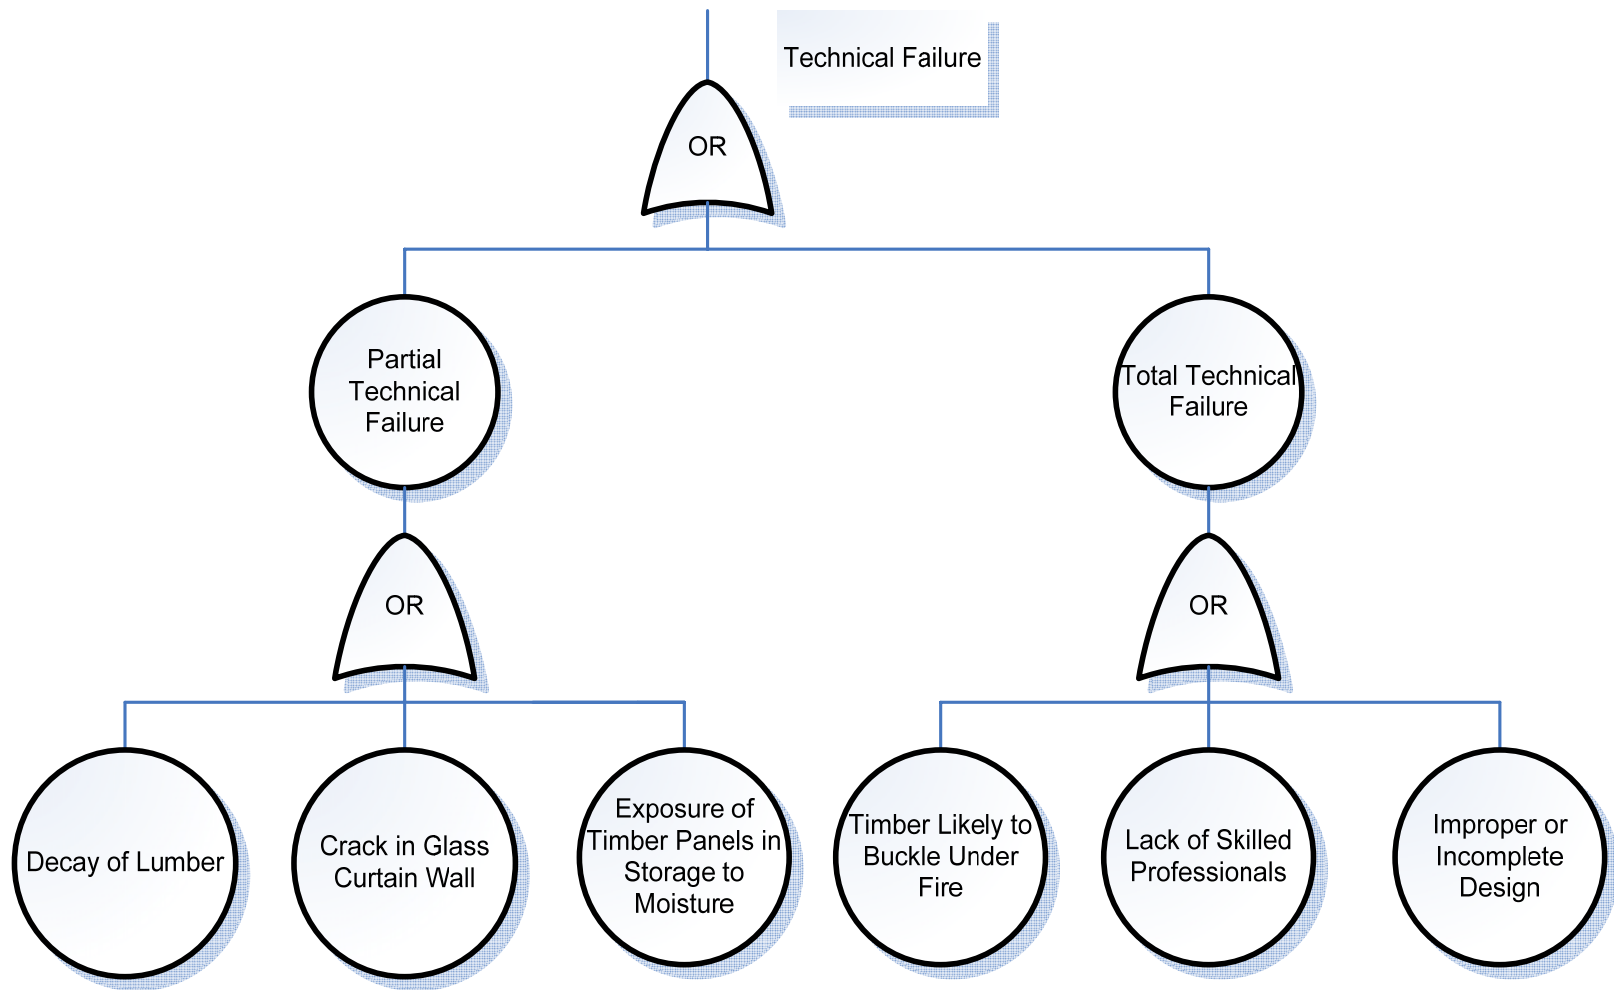 Technical Failure
OR
Partial
Technical
Failure
Total Technical
Failure
OR
OR
Decay of Lumber
Crack in Glass
Curtain Wall
Exposure of
Timber Panels in
Storage to
Moisture
Timber Likely to
Buckle Under
Fire
Lack of Skilled
Professionals
Improper or
Incomplete
Design